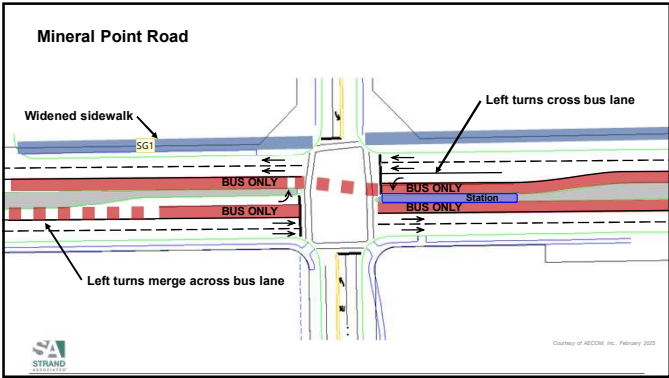 Mineral Point Road
Widened sidewalk
Left turns cross bus lane
SG1
BUS ONLY
BUS ONLY
Station
BUS ONLY
BUS ONLY
Left turns merge across bus lane
Courtesy of AECOM, Inc., February 2025
SA
STRAND
ASSOCIATES®